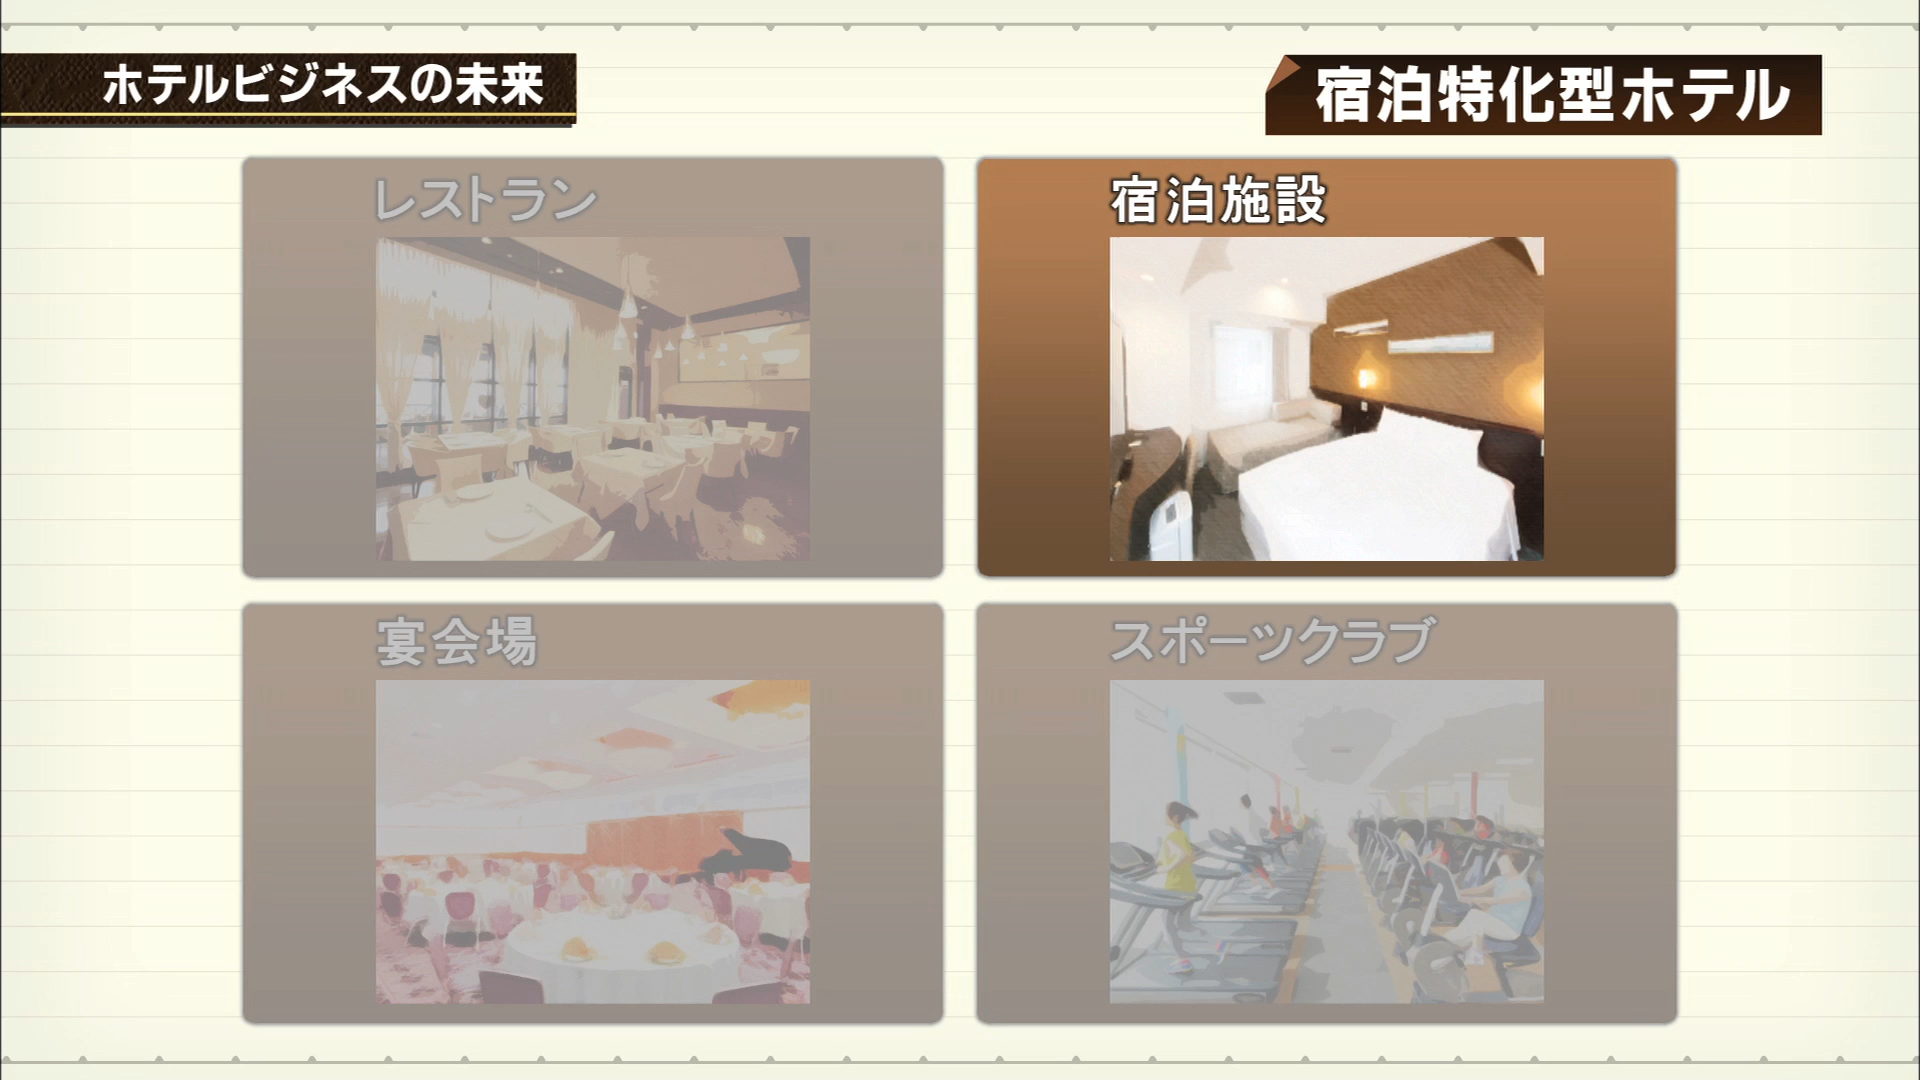 ホテルビジネスの未来
宿泊特化型ホテル
レストラン
宿泊施設
宴会場
スポーツクラブ